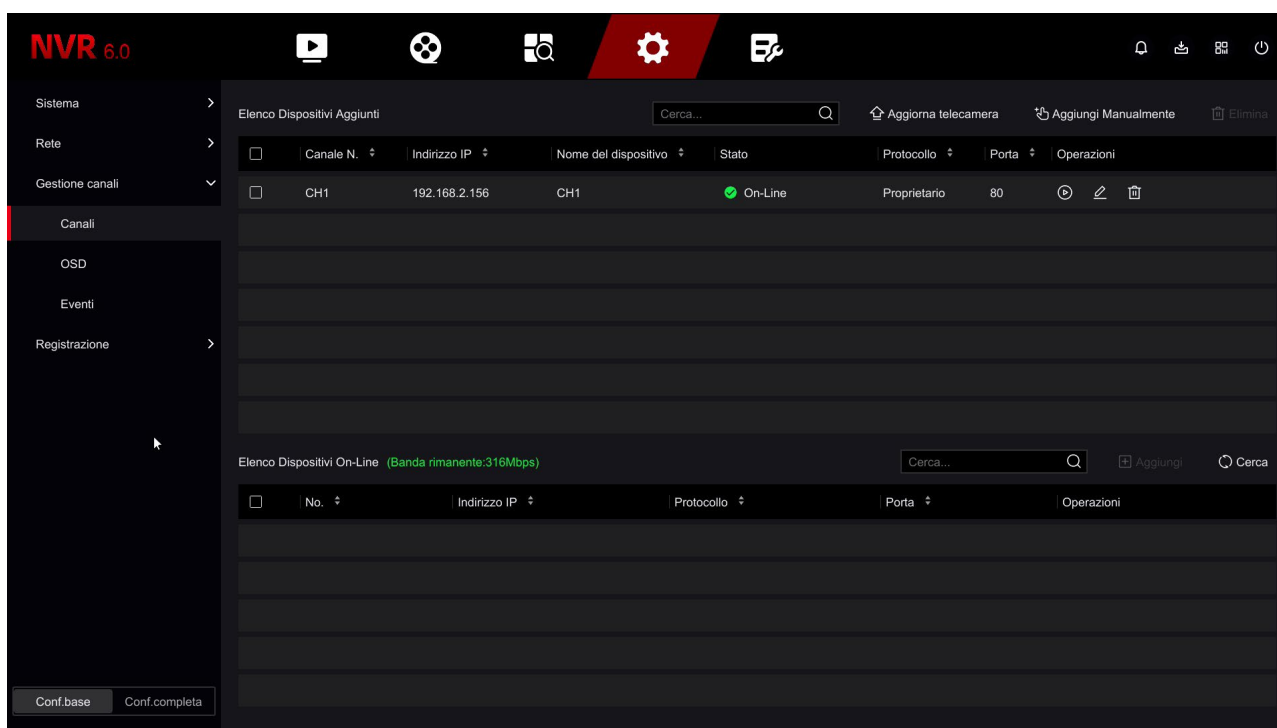 NVR 6.0
Sistema
Rete
Gestione canali
Canali
OSD
Eventi
Registrazione
Conf.base Conf.completa
Elenco Dispositivi Aggiunti Cerca... Aggiorna telecamera Aggiungi Manualmente Elimina
Canale N. Indirizzo IP Nome del dispositivo Stato Protocollo Porta Operazioni
CH1 192.168.2.156 CH1 On-Line Proprietario 80
Elenco Dispositivi On-Line (Banda rimanente:316Mbps) Cerca... Aggiungi Cerca
No. Indirizzo IP Protocollo Porta Operazioni